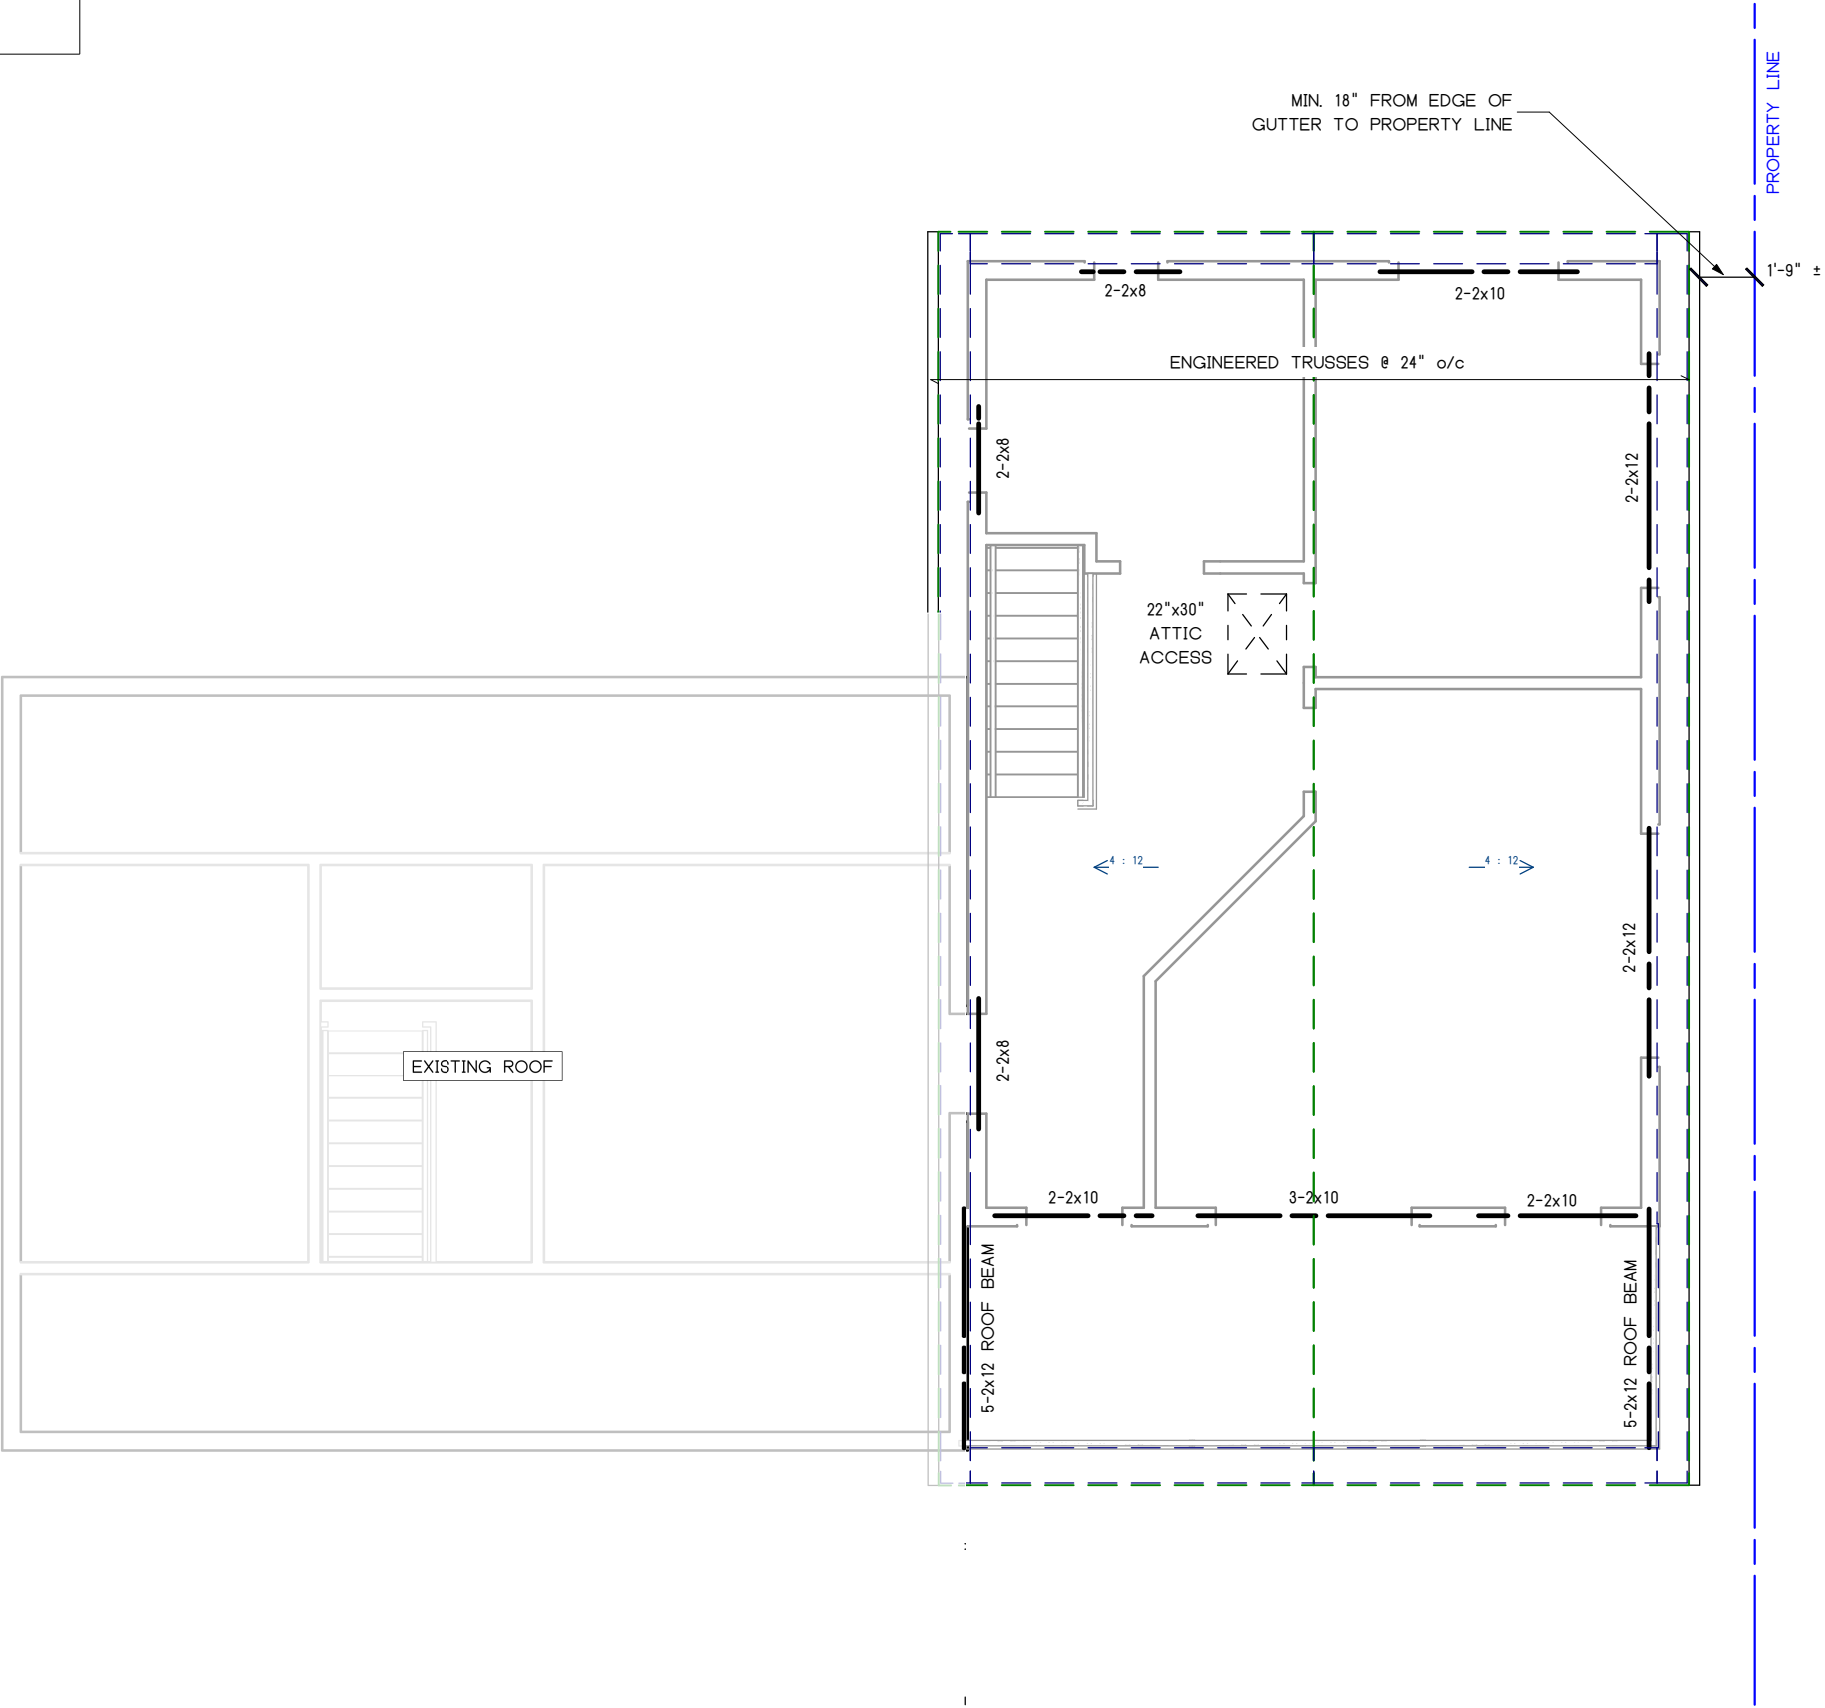 MIN. 18" FROM EDGE OF
GUTTER TO PROPERTY LINE
PROPERTY LINE
1'-9" ±
2-2x8
2-2x10
ENGINEERED TRUSSES @ 24" o/c
2-2x8
2-2x12
22"x30"
ATTIC
ACCESS
4 : 12
4 : 12
2-2x12
2-2x8
EXISTING ROOF
2-2x10
3-2x10
2-2x10
5-2x12 ROOF BEAM
5-2x12 ROOF BEAM